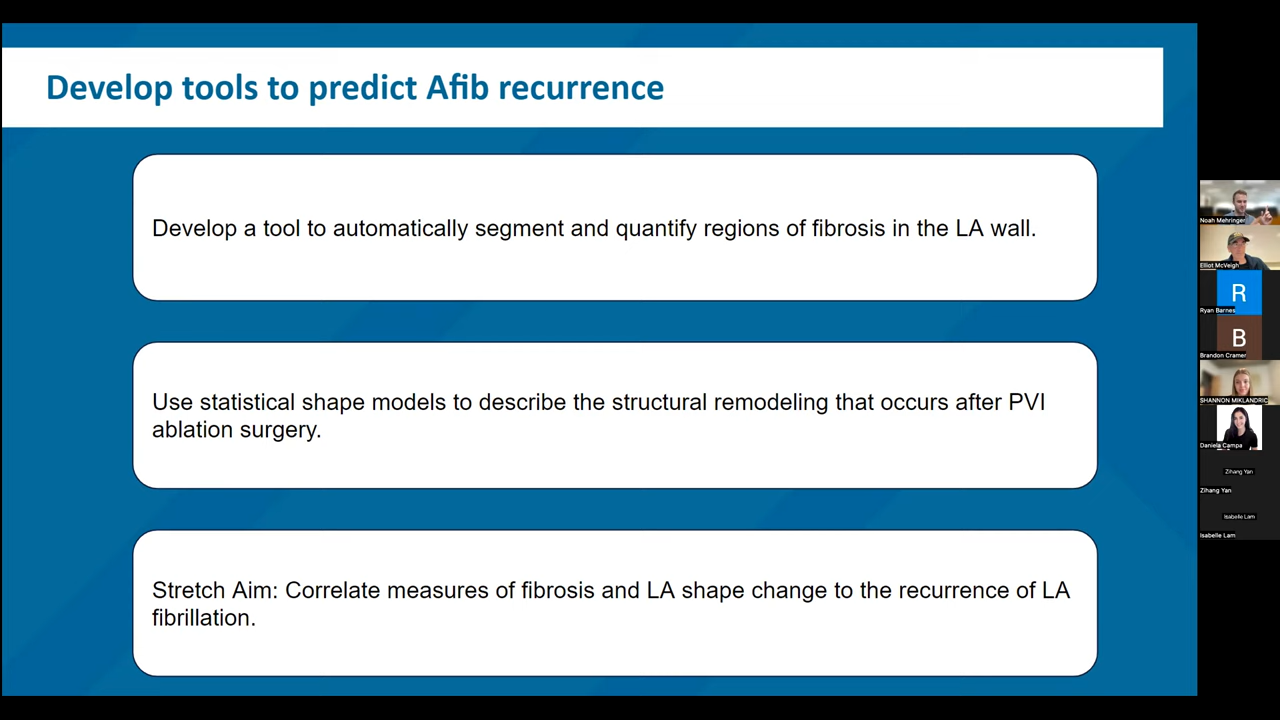 Develop tools to predict Afib recurrence
Develop a tool to automatically segment and quantify regions of fibrosis in the LA wall.
Use statistical shape models to describe the structural remodeling that occurs after PVI
ablation surgery.
Stretch Aim: Correlate measures of fibrosis and LA shape change to the recurrence of LA
fibrillation.
Noah Mehringer
Elliot McVeigh
R
Ryan Barnes
B
Brandon Cramer
SHANNON MIKLANDRIC
Daniela Campa
Zihang Yan
Zihang Yan
Isabelle Lam
Isabelle Lam